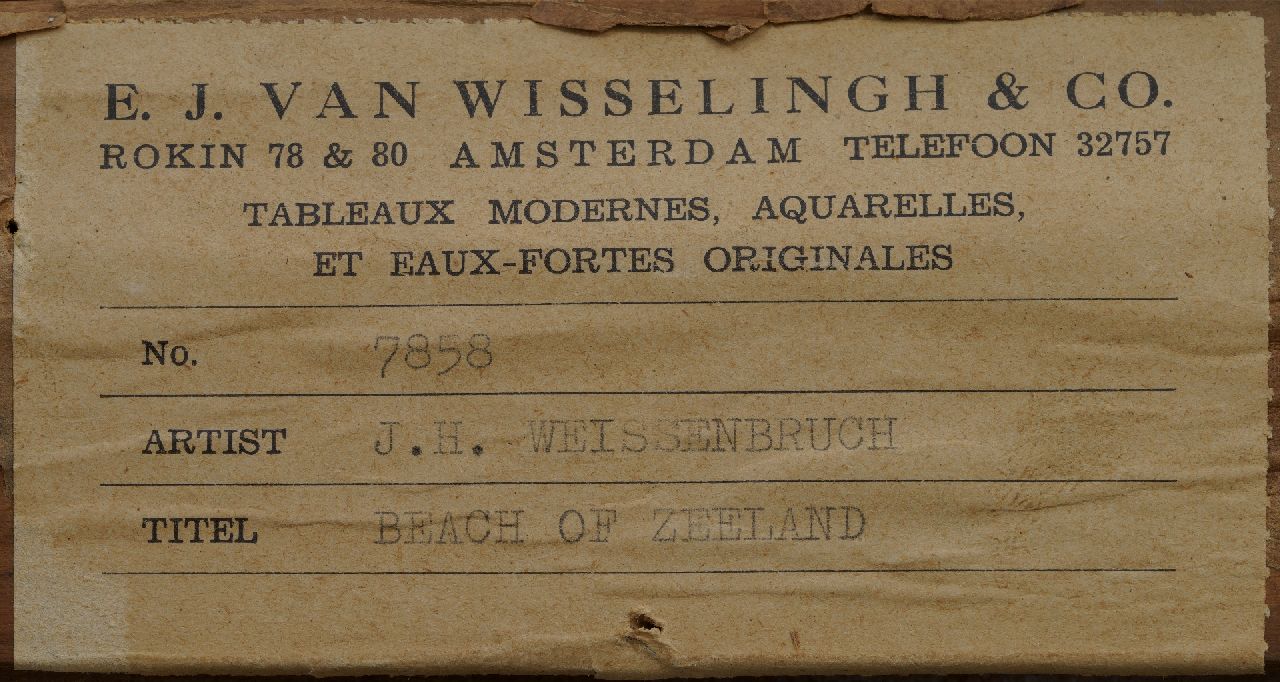 E. J. VAN WISSELINGH & CO.
ROKIN 78 & 80 AMSTERDAM TELEFOON 32757
TABLEAUX MODERNES, AQUARELLES,
ET EAUX-FORTES ORIGINALES
No. 7858
ARTIST J.H. WEISSENBRUCH
TITEL BEACH OF ZEELAND